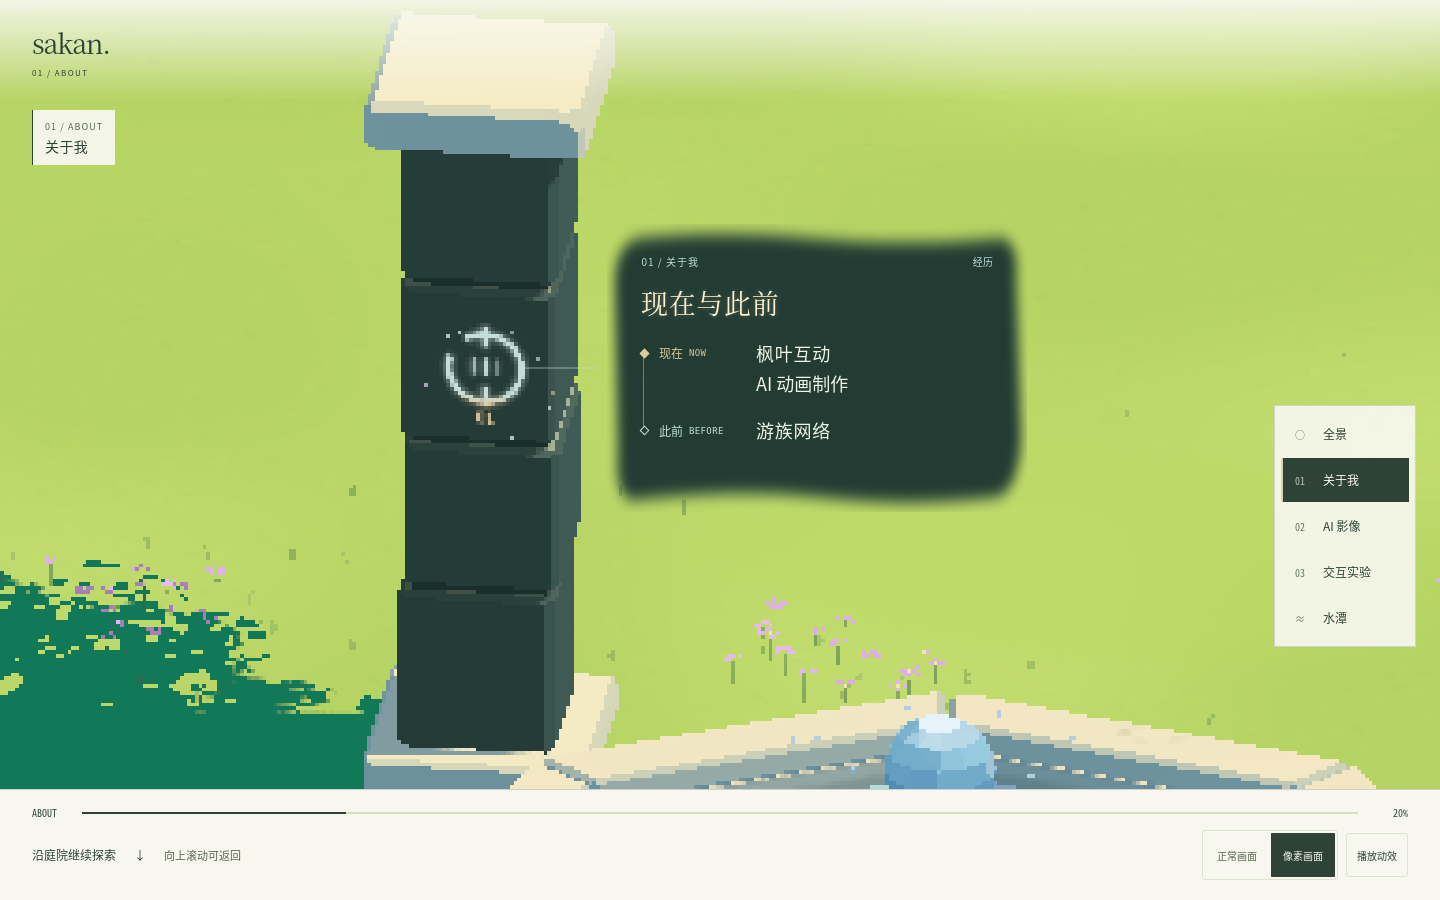 sakan.
01 / ABOUT
01 / ABOUT
关于我
01 / 关于我
经历
现在与此前
现在 NOW
枫叶互动
AI 动画制作
此前 BEFORE
游族网络
全景
01 关于我
02 AI 影像
03 交互实验
≈ 水潭
ABOUT
20%
沿庭院继续探索 ↓ 向上滚动可返回
正常画面
像素画面
播放动效